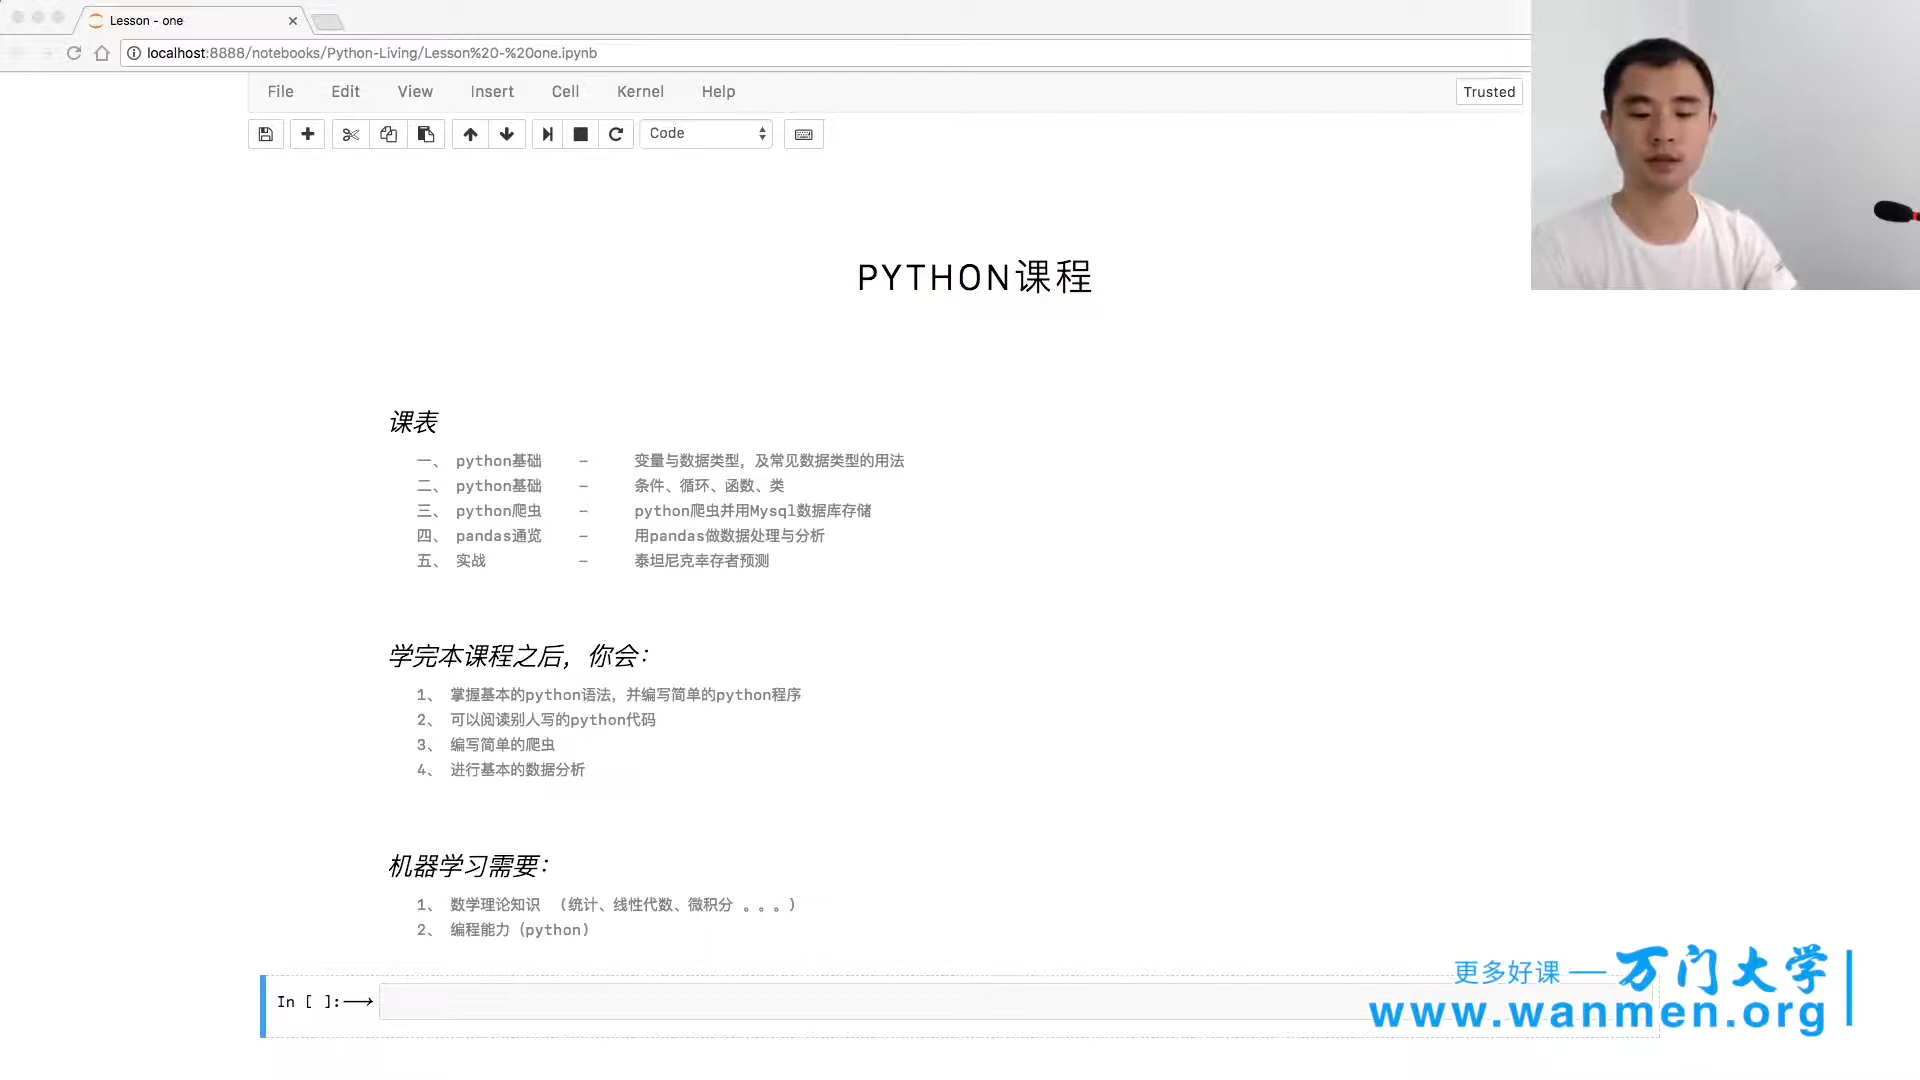 Lesson - one
localhost:8888/notebooks/Python-Living/Lesson%20-%20one.ipynb
File Edit View Insert Cell Kernel Help Trusted
Code
PYTHON课程
课表
一、 python基础 - 变量与数据类型，及常见数据类型的用法
二、 python基础 - 条件、循环、函数、类
三、 python爬虫 - python爬虫并用Mysql数据库存储
四、 pandas通览 - 用pandas做数据处理与分析
五、 实战 - 泰坦尼克幸存者预测
学完本课程之后，你会：
1、 掌握基本的python语法，并编写简单的python程序
2、 可以阅读别人写的python代码
3、 编写简单的爬虫
4、 进行基本的数据分析
机器学习需要：
1、 数学理论知识 （统计、线性代数、微积分 。。。）
2、 编程能力（python）
In [ ]:
更多好课 — 万门大学
www.wanmen.org